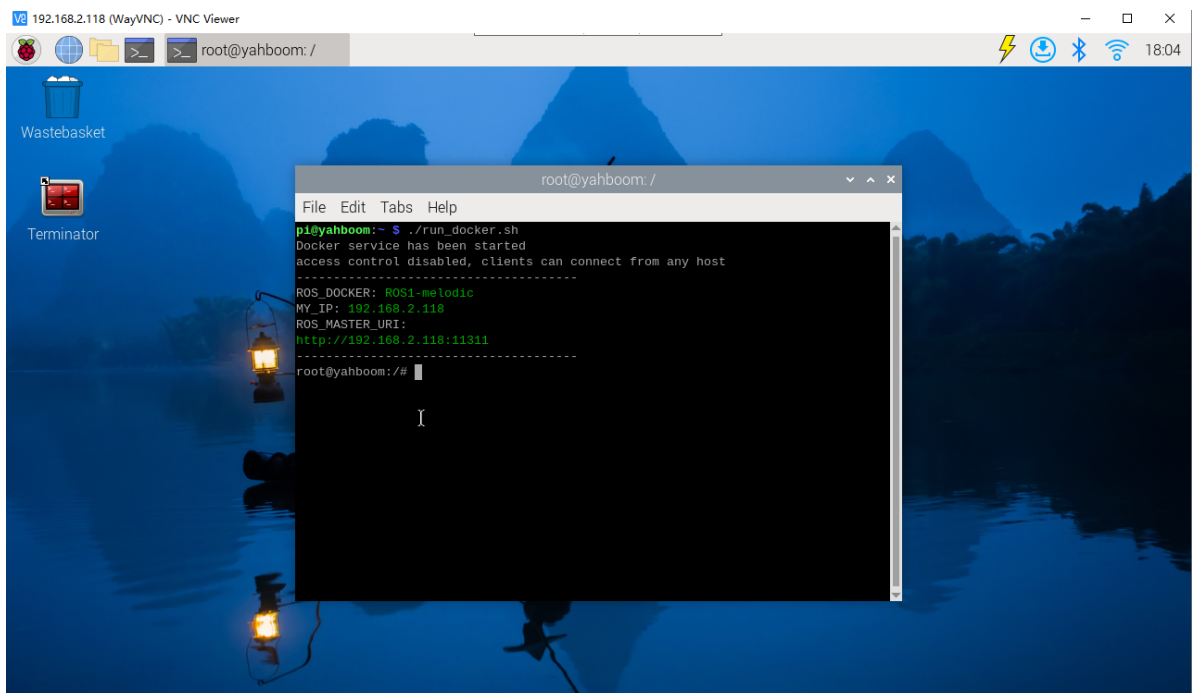 192.168.2.118 (WayVNC) - VNC Viewer
root@yahboom: /
18:04
Wastebasket
Terminator
root@yahboom: /
File Edit Tabs Help
pi@yahboom:~ $ ./run_docker.sh
Docker service has been started
access control disabled, clients can connect from any host
--------------------------------------
ROS_DOCKER: ROS1-melodic
MY_IP: 192.168.2.118
ROS_MASTER_URI:
http://192.168.2.118:11311
--------------------------------------
root@yahboom:/#